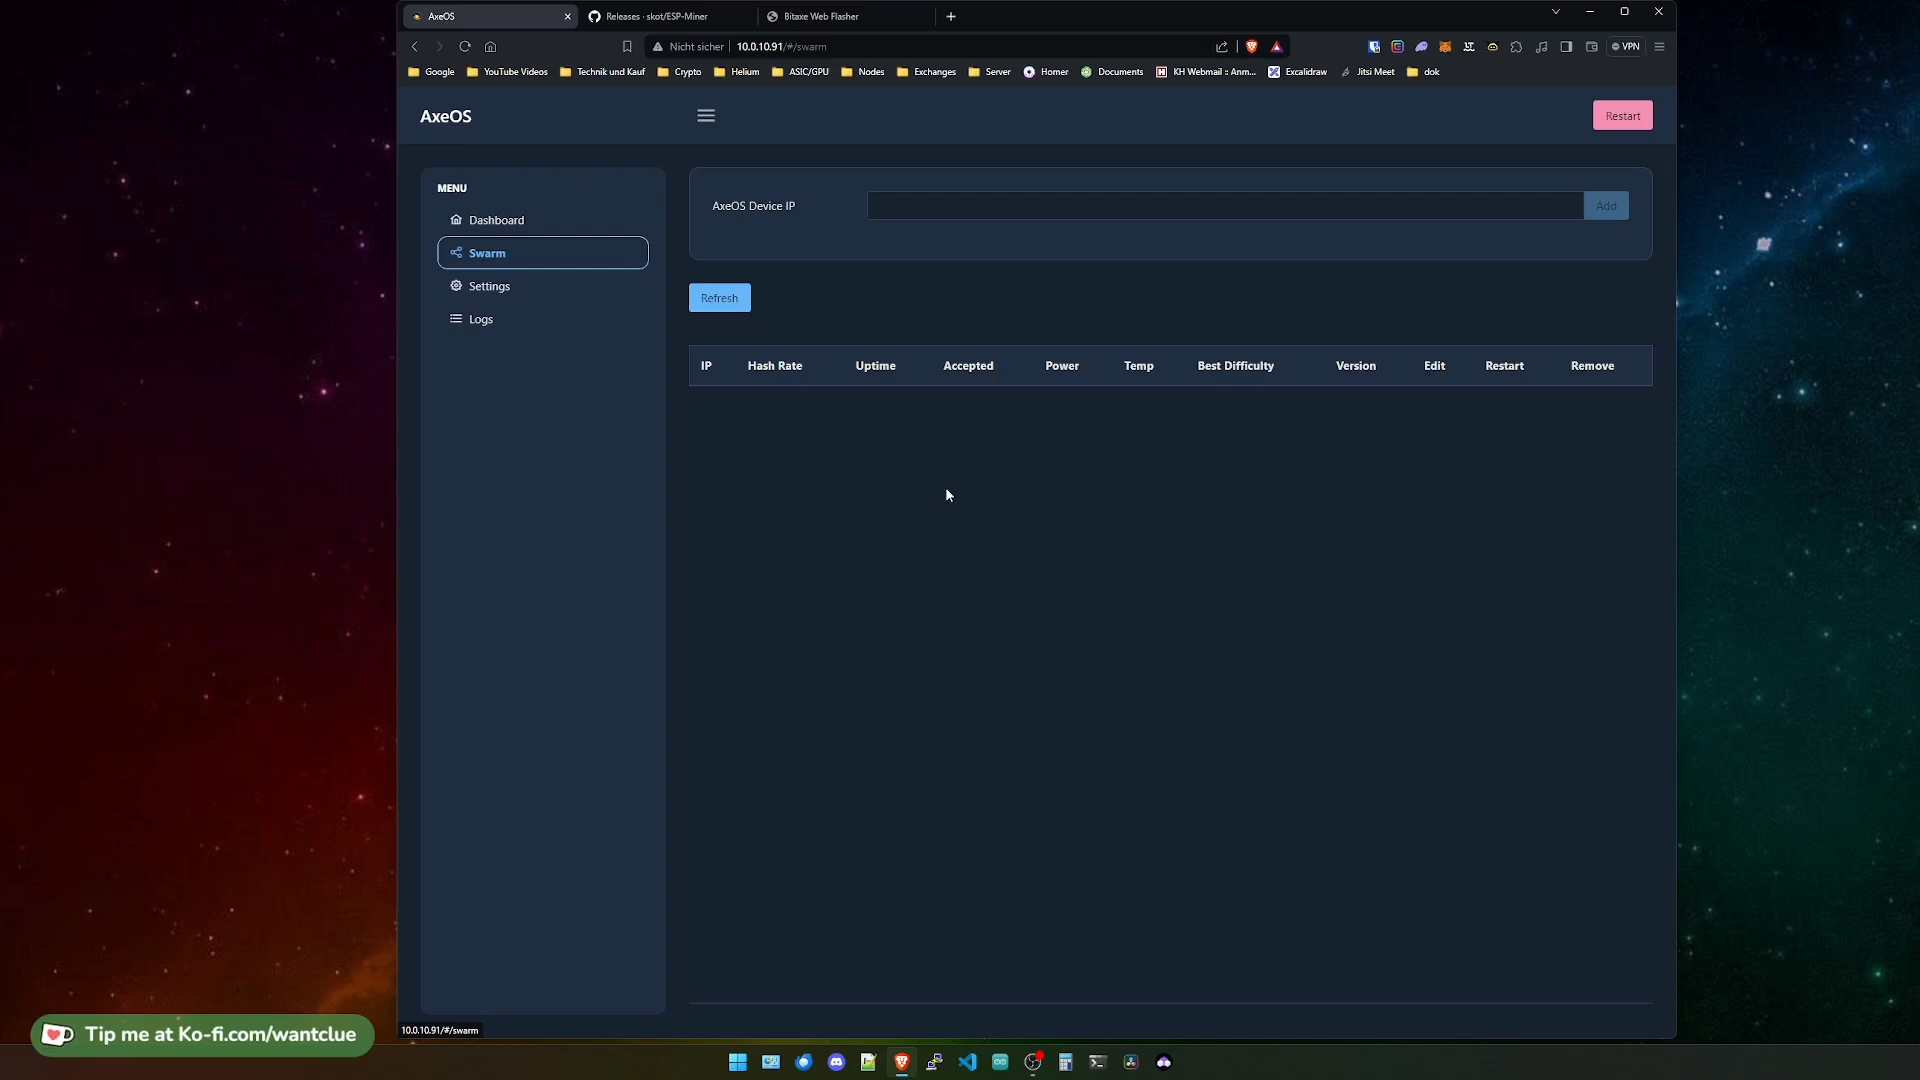 AxeOS
Releases · skot/ESP-Miner
Bitaxe Web Flasher
Nicht sicher
10.0.10.91/#/swarm
VPN
Google
YouTube Videos
Technik und Kauf
Crypto
Helium
ASIC/GPU
Nodes
Exchanges
Server
Homer
Documents
KH Webmail :: Anm...
Excalidraw
Jitsi Meet
dok
AxeOS
Restart
MENU
Dashboard
Swarm
Settings
Logs
AxeOS Device IP
Add
Refresh
IP Hash Rate Uptime Accepted Power Temp Best Difficulty Version Edit Restart Remove
10.0.10.91/#/swarm
Tip me at Ko-fi.com/wantclue